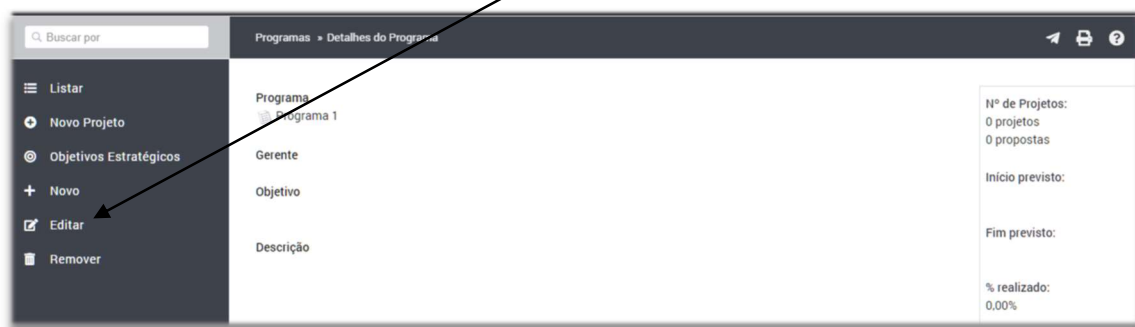 Buscar por
Programas » Detalhes do Programa
Listar
Novo Projeto
Objetivos Estratégicos
Novo
Editar
Remover
Programa
Programa 1
Gerente
Objetivo
Descrição
Nº de Projetos:
0 projetos
0 propostas
Início previsto:
Fim previsto:
% realizado:
0,00%